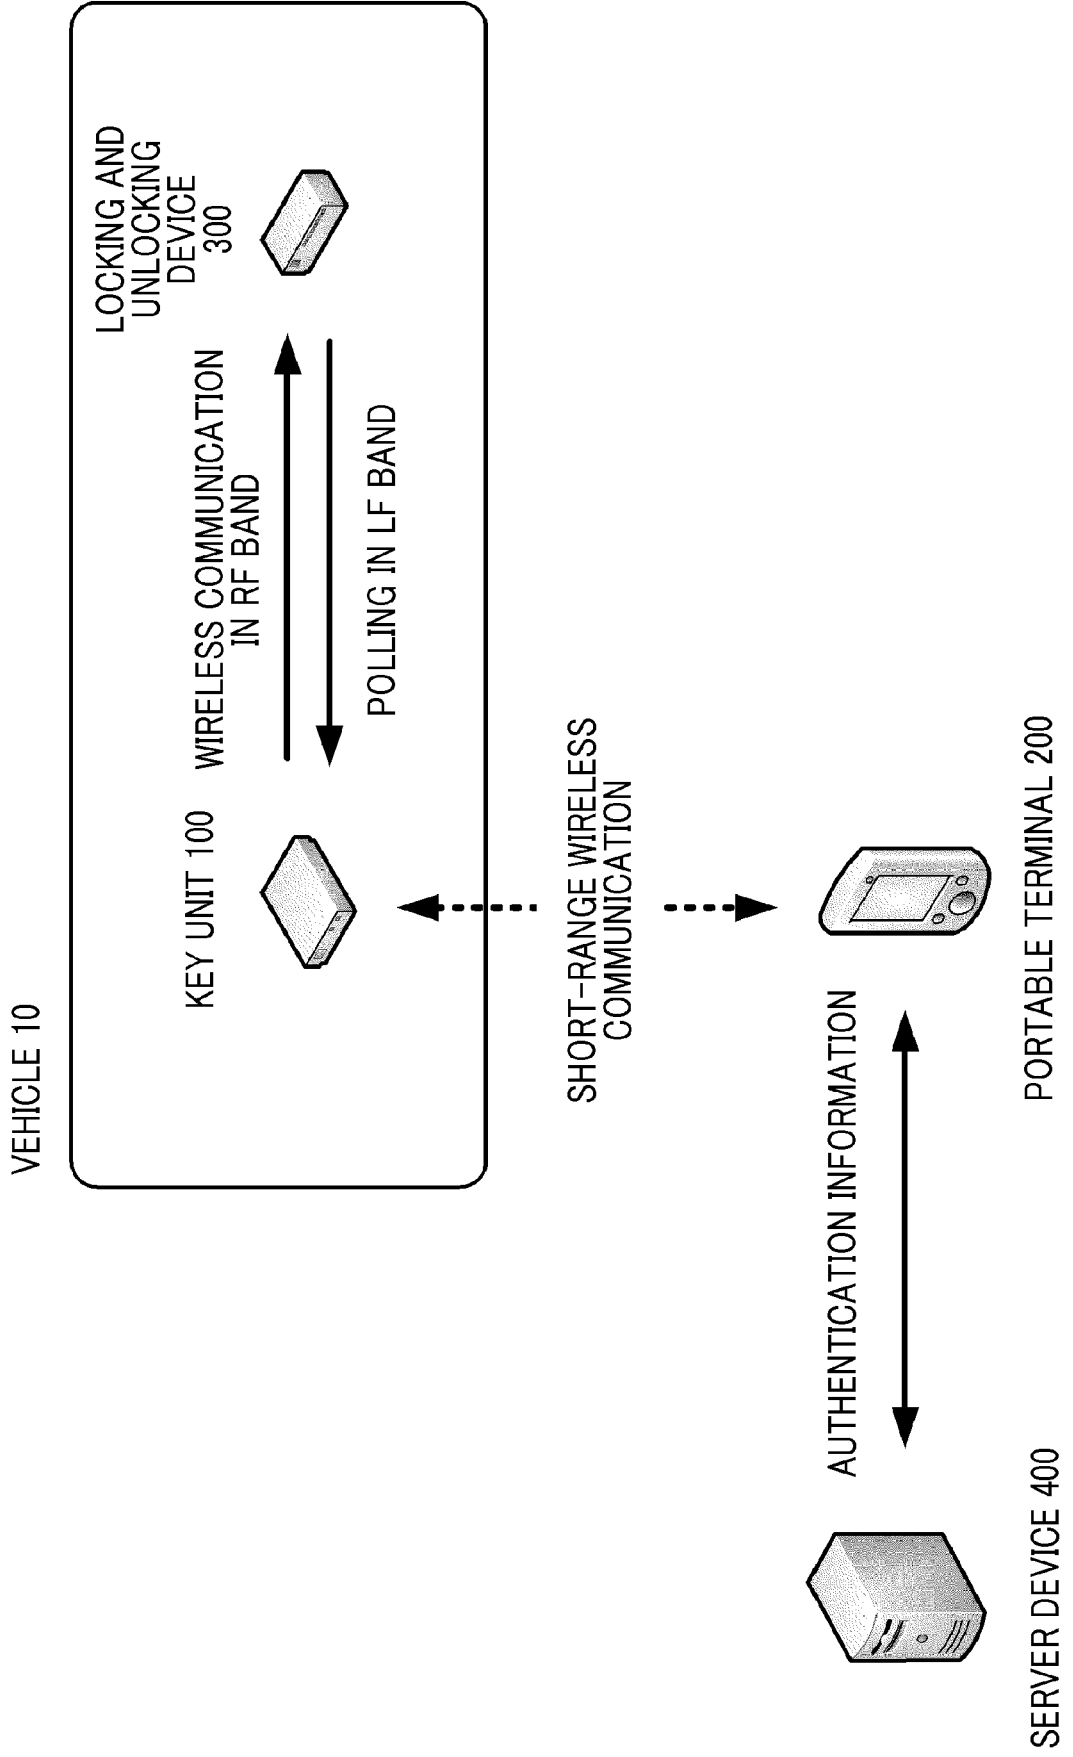 VEHICLE 10
KEY UNIT 100
WIRELESS COMMUNICATION
IN RF BAND
LOCKING AND
UNLOCKING
DEVICE
300
POLLING IN LF BAND
SHORT-RANGE WIRELESS
COMMUNICATION
AUTHENTICATION INFORMATION
SERVER DEVICE 400
PORTABLE TERMINAL 200